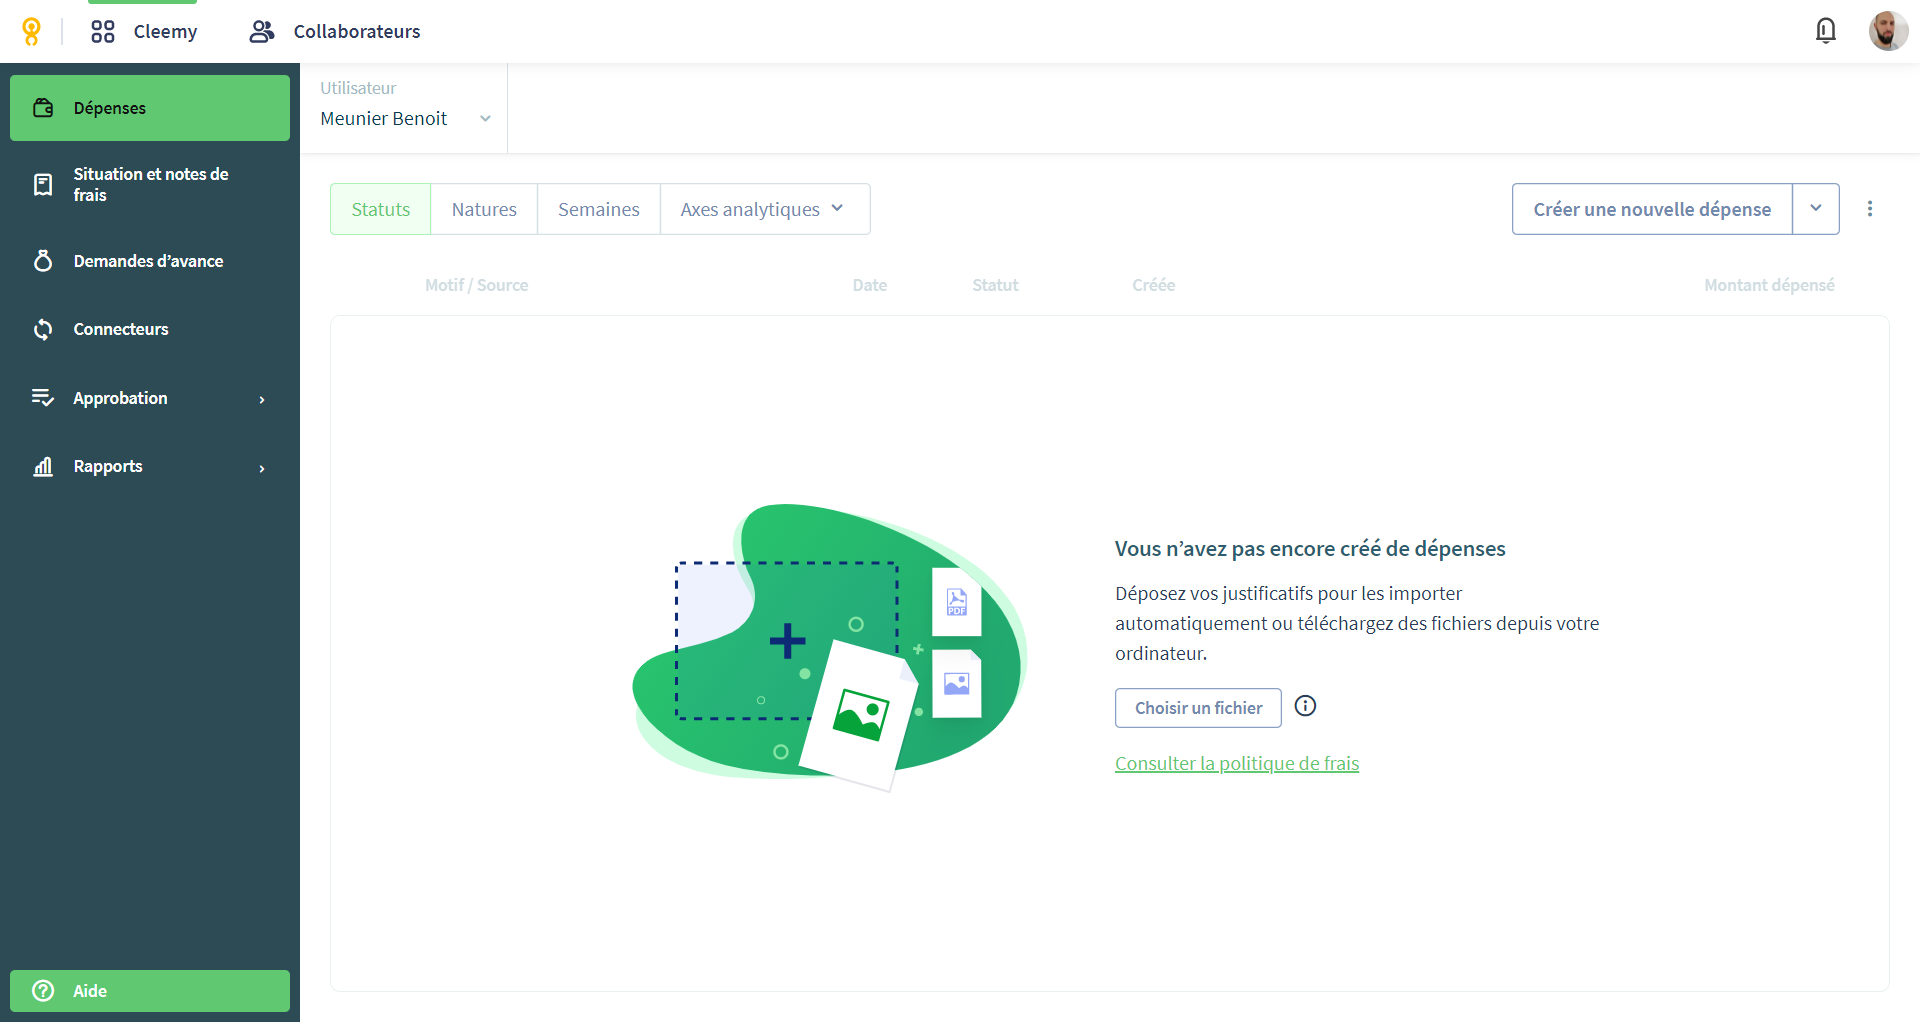 Cleemy
Collaborateurs
Dépenses
Situation et notes de
frais
Demandes d’avance
Connecteurs
Approbation
Rapports
Aide
Utilisateur
Meunier Benoit
Statuts
Natures
Semaines
Axes analytiques
Créer une nouvelle dépense
Motif / Source
Date
Statut
Créée
Montant dépensé
PDF
Vous n’avez pas encore créé de dépenses
Déposez vos justificatifs pour les importer
automatiquement ou téléchargez des fichiers depuis votre
ordinateur.
Choisir un fichier
Consulter la politique de frais